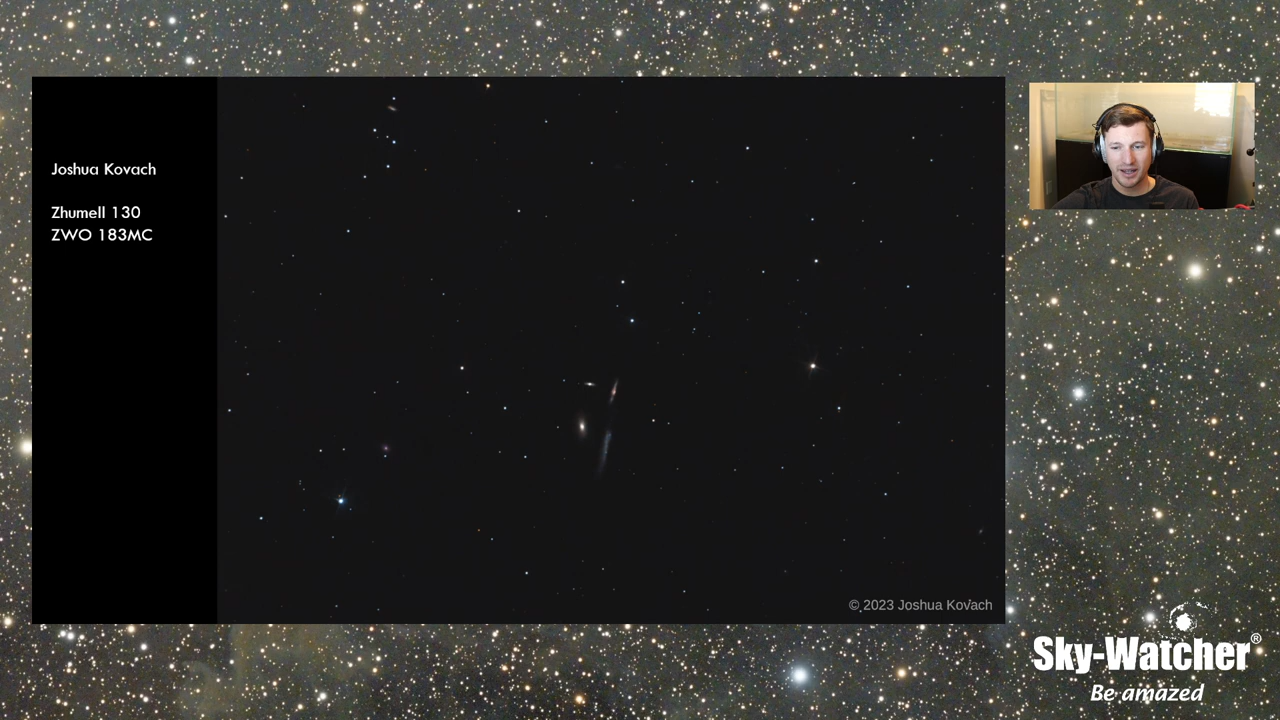 Joshua Kovach
Zhumell 130
ZWO 183MC
© 2023 Joshua Kovach
Sky-Watcher®
Be amazed